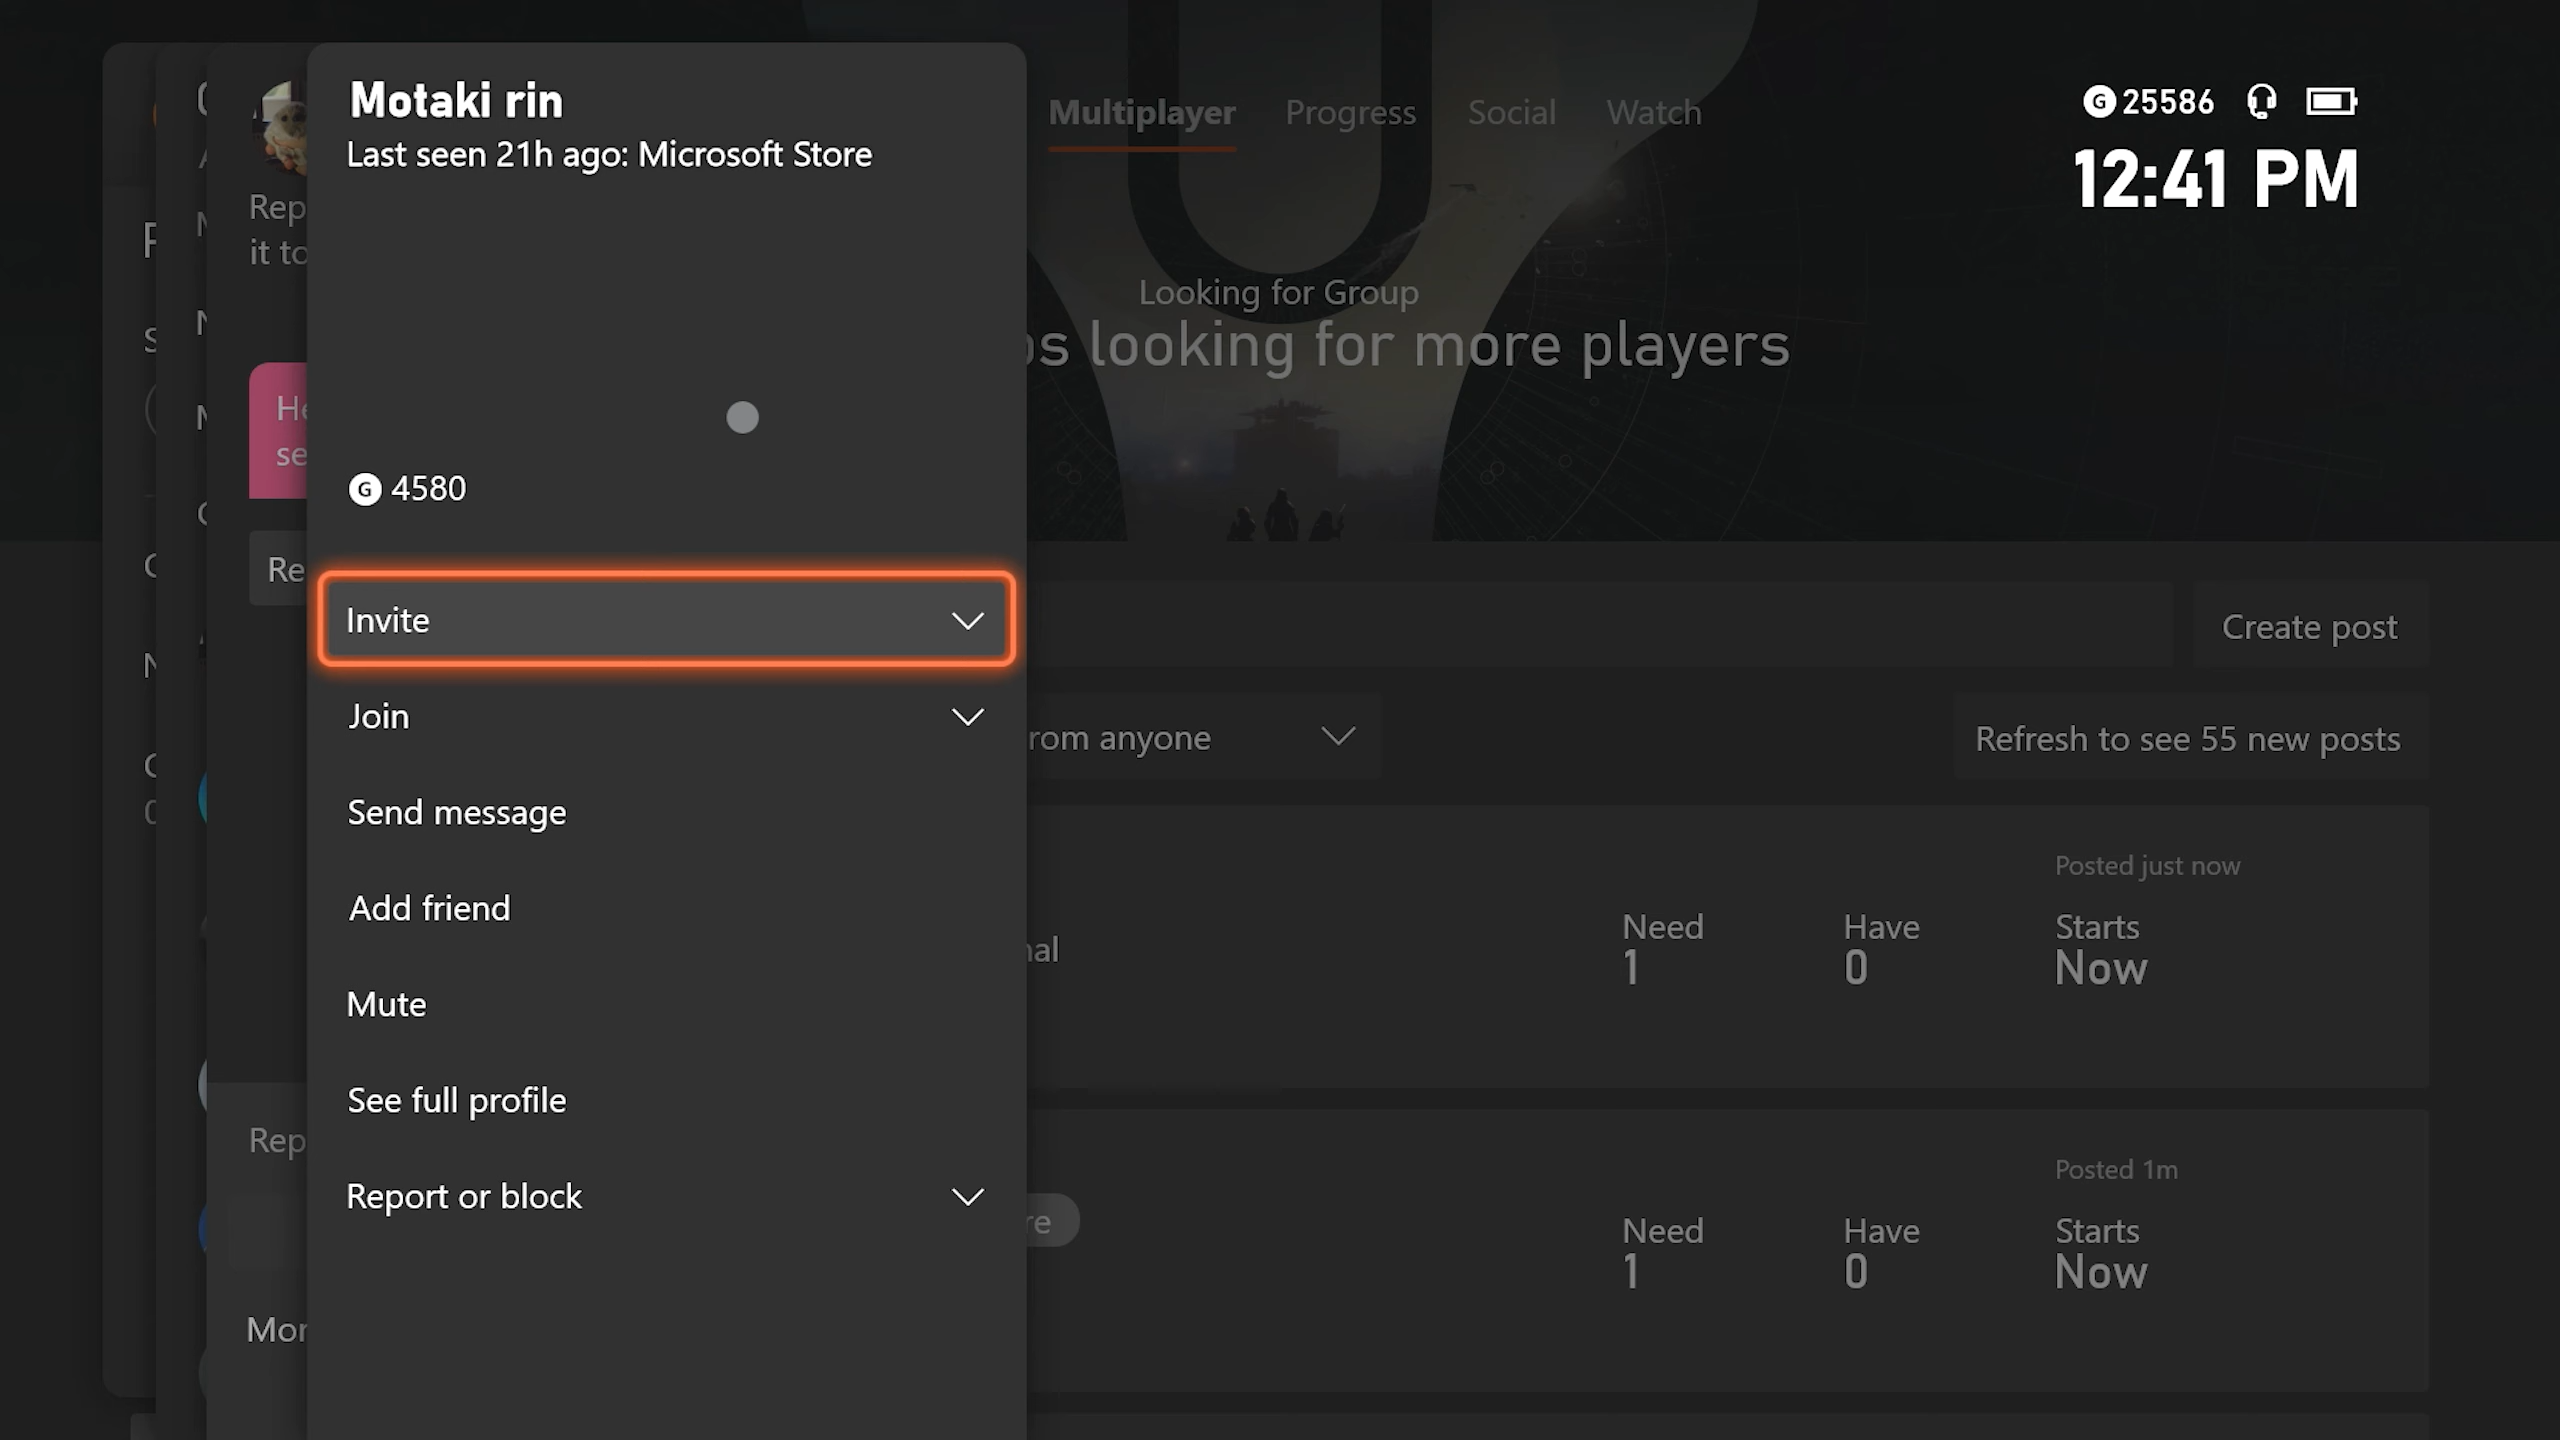 Motaki rin
Last seen 21h ago: Microsoft Store
G 4580
Invite
Join
Send message
Add friend
Mute
See full profile
Report or block
Multiplayer Progress Social Watch
G 25586
12:41 PM
Looking for Group
looking for more players
Create post
anyone
Refresh to see 55 new posts
Posted just now
Need Have Starts
1 0 Now
Posted 1m
Need Have Starts
1 0 Now